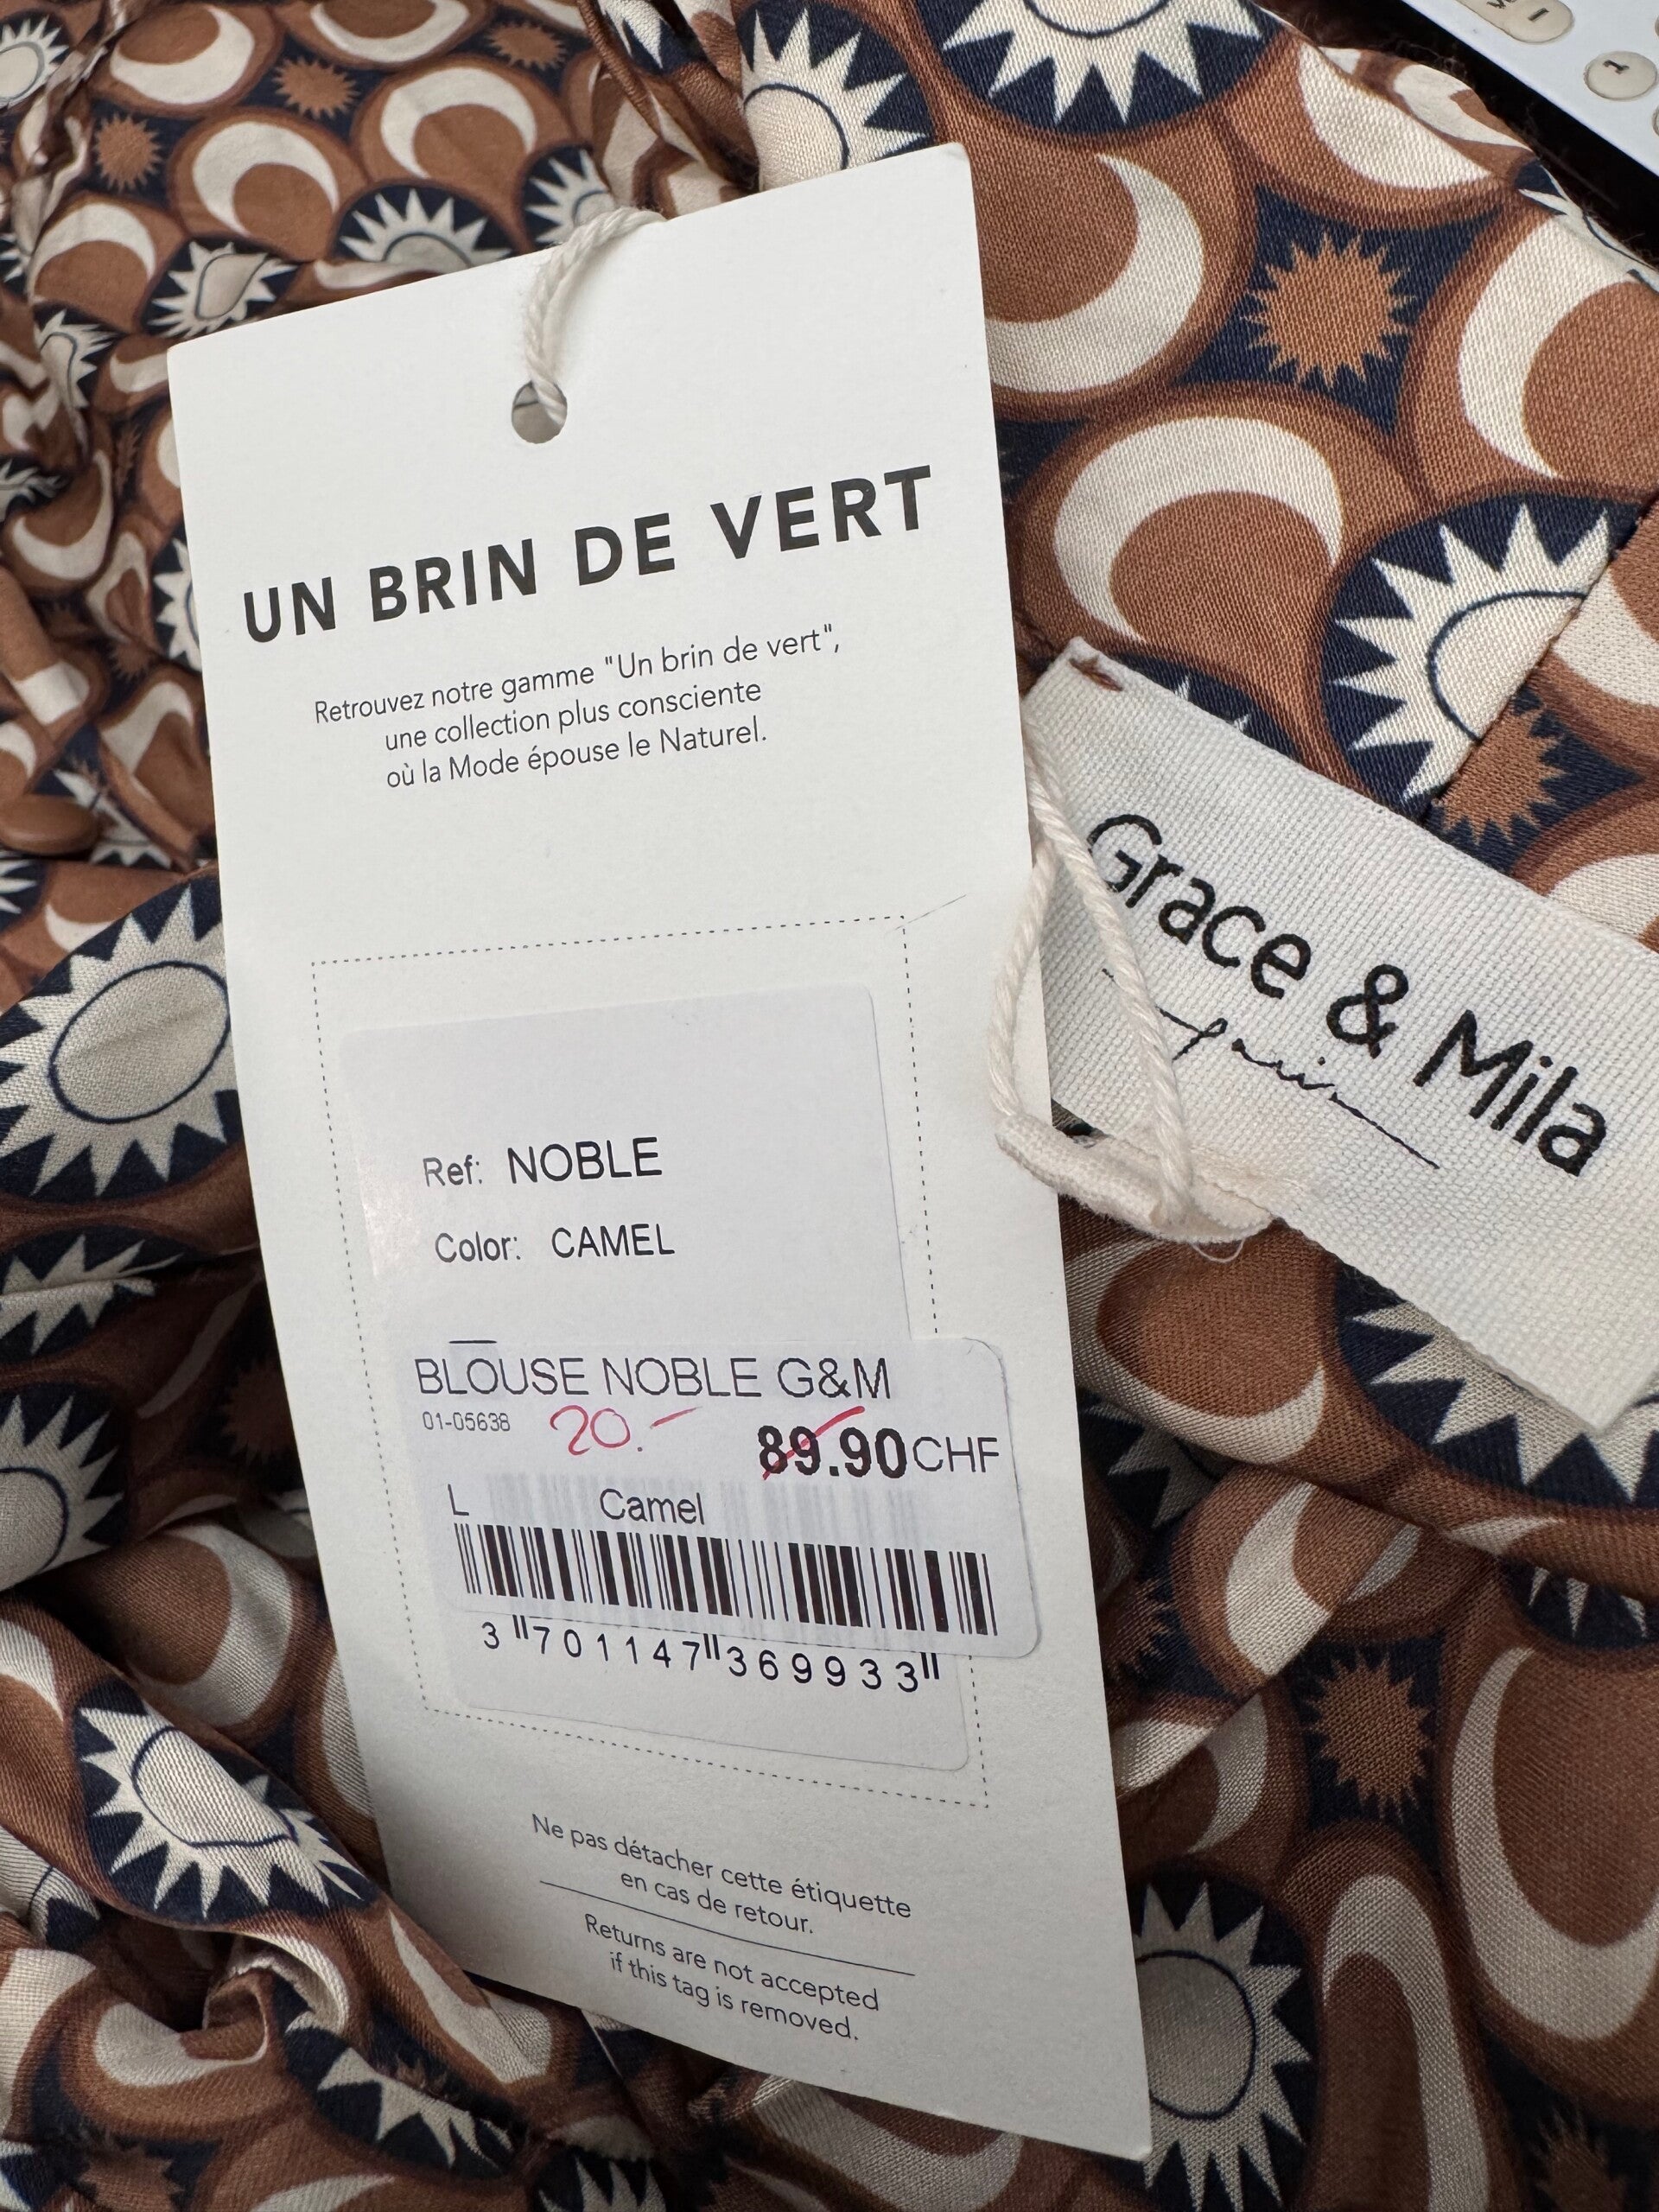 UN BRIN DE VERT
Retrouvez notre gamme "Un brin de vert",
une collection plus consciente
où la Mode épouse le Naturel.
Grace & Mila
Paris
Ref: NOBLE
Color: CAMEL
BLOUSE NOBLE G&M
01-05638 20.– 89.90CHF
L Camel
3 "701147"369933"
Ne pas détacher cette étiquette
en cas de retour.
Returns are not accepted
if this tag is removed.